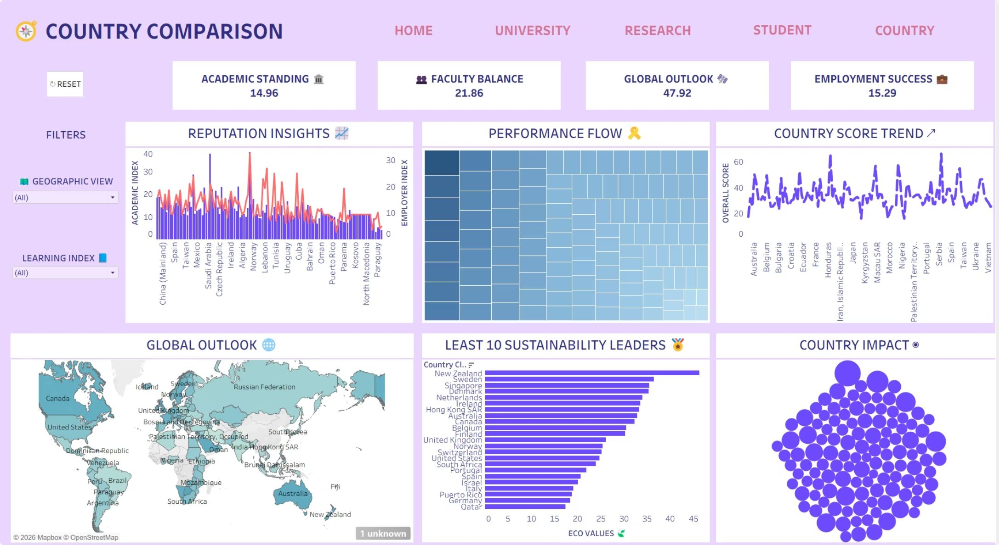 COUNTRY COMPARISON
HOME
UNIVERSITY
RESEARCH
STUDENT
COUNTRY
RESET
ACADEMIC STANDING
14.96
FACULTY BALANCE
21.86
GLOBAL OUTLOOK
47.92
EMPLOYMENT SUCCESS
15.29
FILTERS
GEOGRAPHIC VIEW
(All)
LEARNING INDEX
(All)
REPUTATION INSIGHTS
ACADEMIC INDEX
40
30
20
10
0
EMPLOYER INDEX
30
20
10
0
China (Mainland)
Spain
Taiwan
Mexico
Saudi Arabia
Czech Republic
Ireland
Algeria
Norway
Lebanon
Tunisia
Uruguay
Cuba
Bahrain
Oman
Puerto Rico
Panama
Kosovo
North Macedonia
Paraguay
PERFORMANCE FLOW
COUNTRY SCORE TREND
OVERALL SCORE
60
40
20
0
Australia
Belgium
Bulgaria
Croatia
Ecuador
France
Honduras
Iran, Islamic Republi..
Japan
Kyrgyzstan
Macau SAR
Morocco
Nigeria
Palestinian Territory..
Portugal
Serbia
Spain
Taiwan
Ukraine
Vietnam
GLOBAL OUTLOOK
Iceland
Sweden
Russian Federation
Norway
Canada
United Kingdom
Bosnia and Herzegovina
United States
South Korea
Palestinian Territory, Occupied
India
Hong Kong SAR
Dominican Republic
Oman
Venezuela
Nigeria
Ethiopia
Brunei Darussalam
Peru
Brazil
Mozambique
Fiji
Paraguay
Australia
Argentina
South Africa
New Zealand
1 unknown
© 2026 Mapbox © OpenStreetMap
LEAST 10 SUSTAINABILITY LEADERS
Country Cl..
New Zealand
Sweden
Singapore
Denmark
Netherlands
Ireland
Hong Kong SAR
Australia
Canada
Belgium
Finland
United Kingdom
Norway
Switzerland
United States
South Africa
Portugal
Spain
Israel
Italy
Puerto Rico
Germany
Qatar
0 5 10 15 20 25 30 35 40 45
ECO VALUES
COUNTRY IMPACT